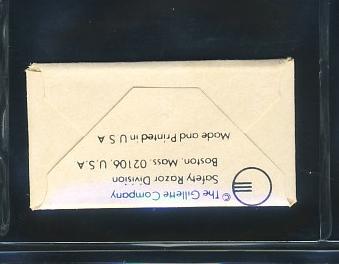 © The Gillette Company
Safety Razor Division
Boston, Mass. 02106, U.S.A
Made and Printed in U.S.A